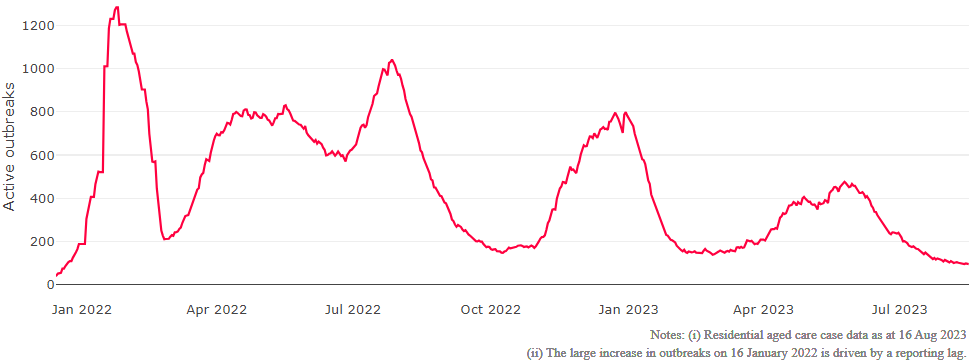 Active outbreaks
1200
1000
800
600
400
200
0
Jan 2022 Apr 2022 Jul 2022 Oct 2022 Jan 2023 Apr 2023 Jul 2023
Notes: (i) Residential aged care case data as at 16 Aug 2023
(ii) The large increase in outbreaks on 16 January 2022 is driven by a reporting lag.